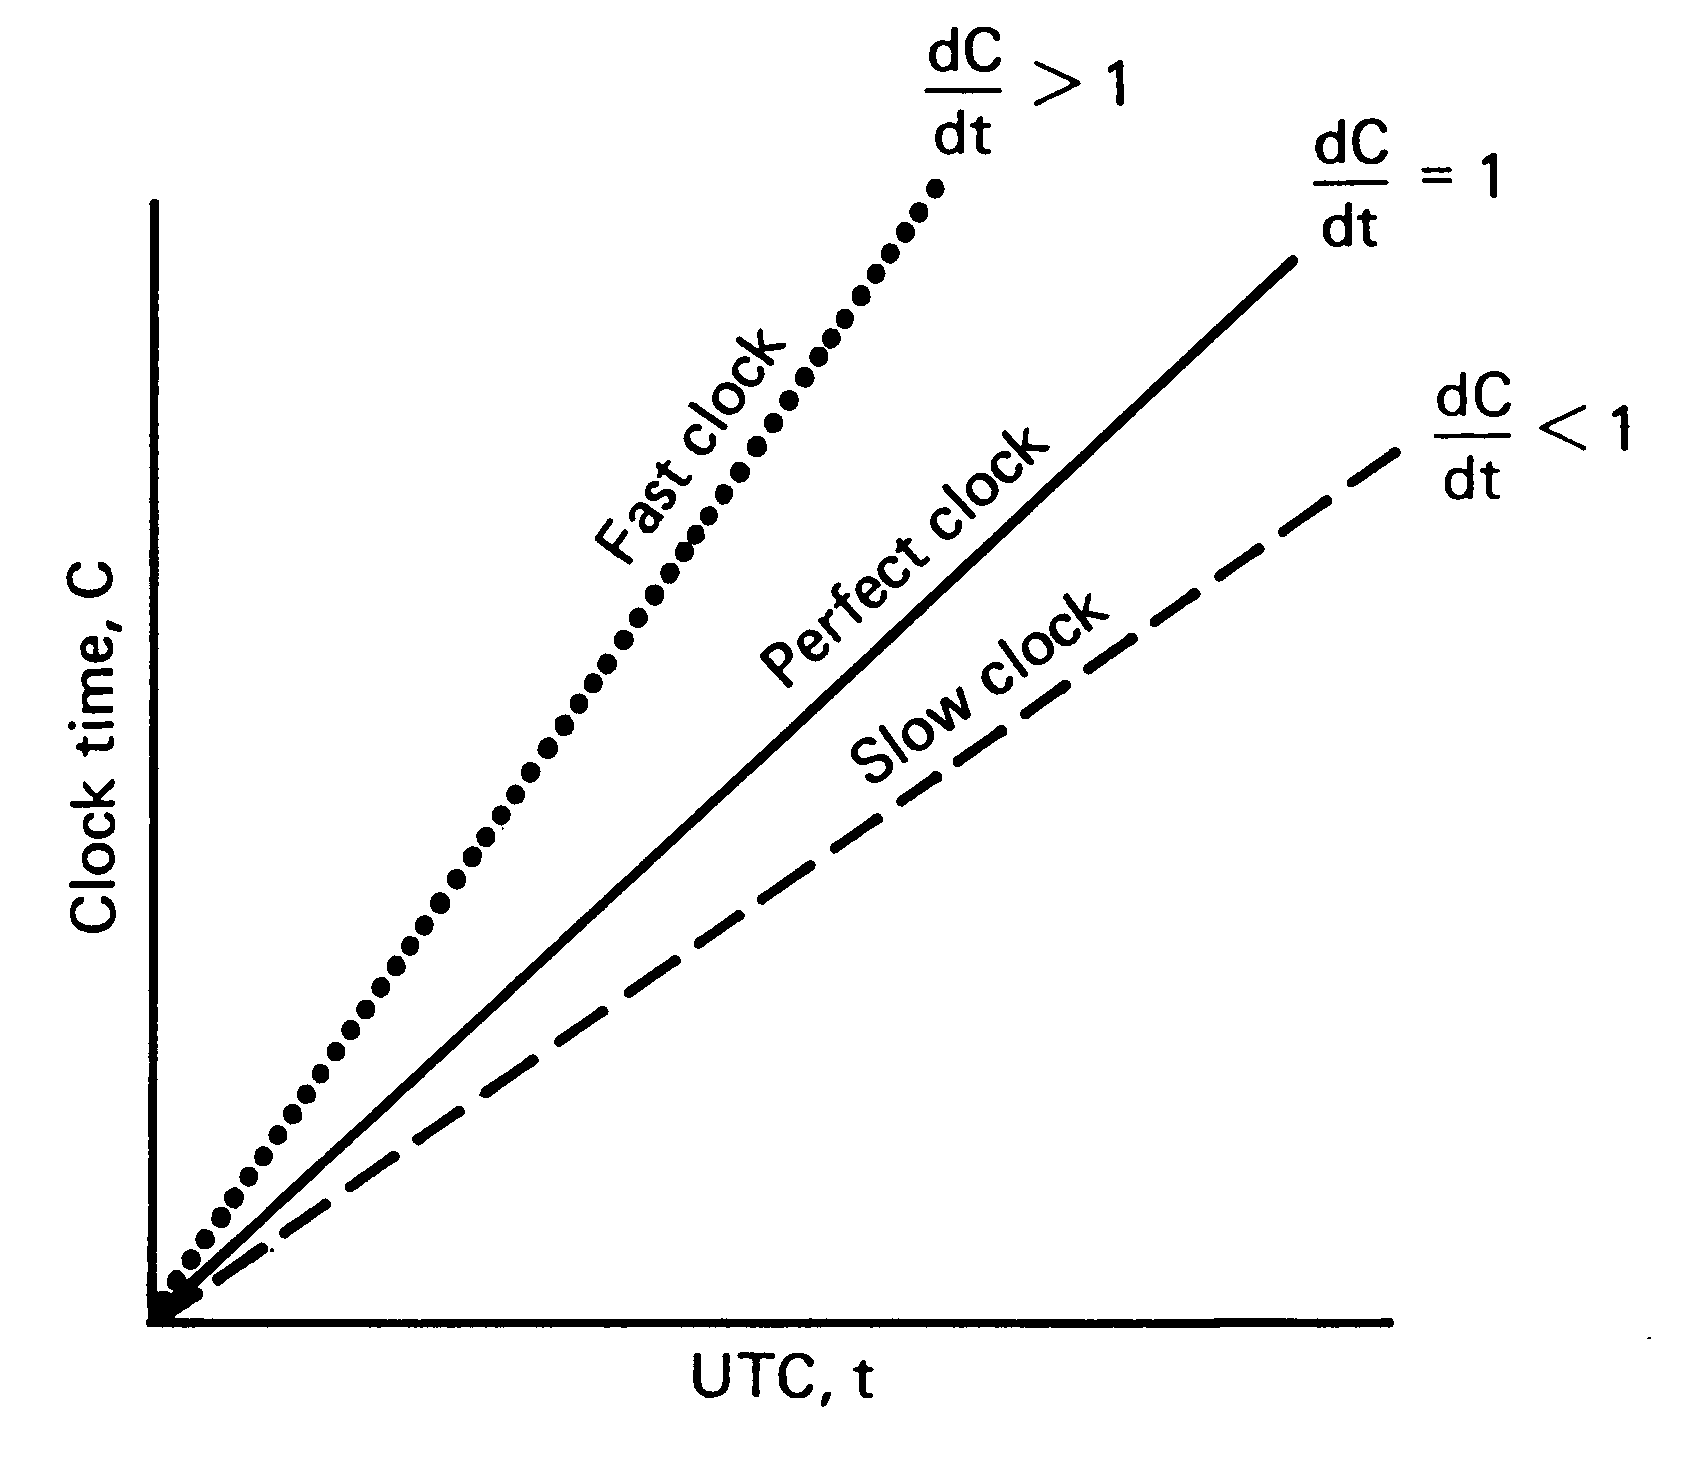 dC
dt
> 1
dC
dt
= 1
dC
dt
< 1
Fast clock
Perfect clock
Slow clock
Clock time, C
UTC, t